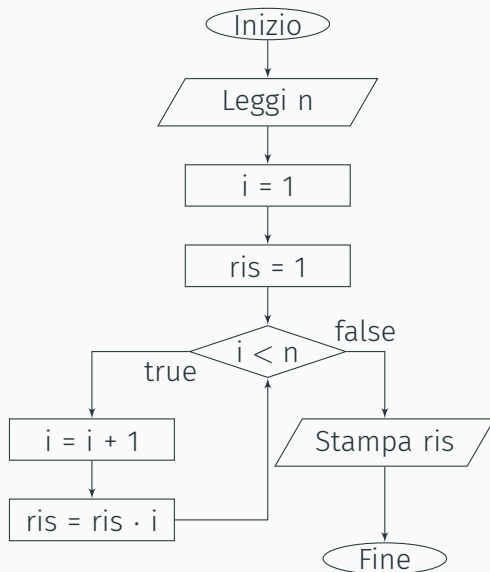 Inizio
Leggi n
i = 1
ris = 1
i < n
true
false
i = i + 1
ris = ris · i
Stampa ris
Fine